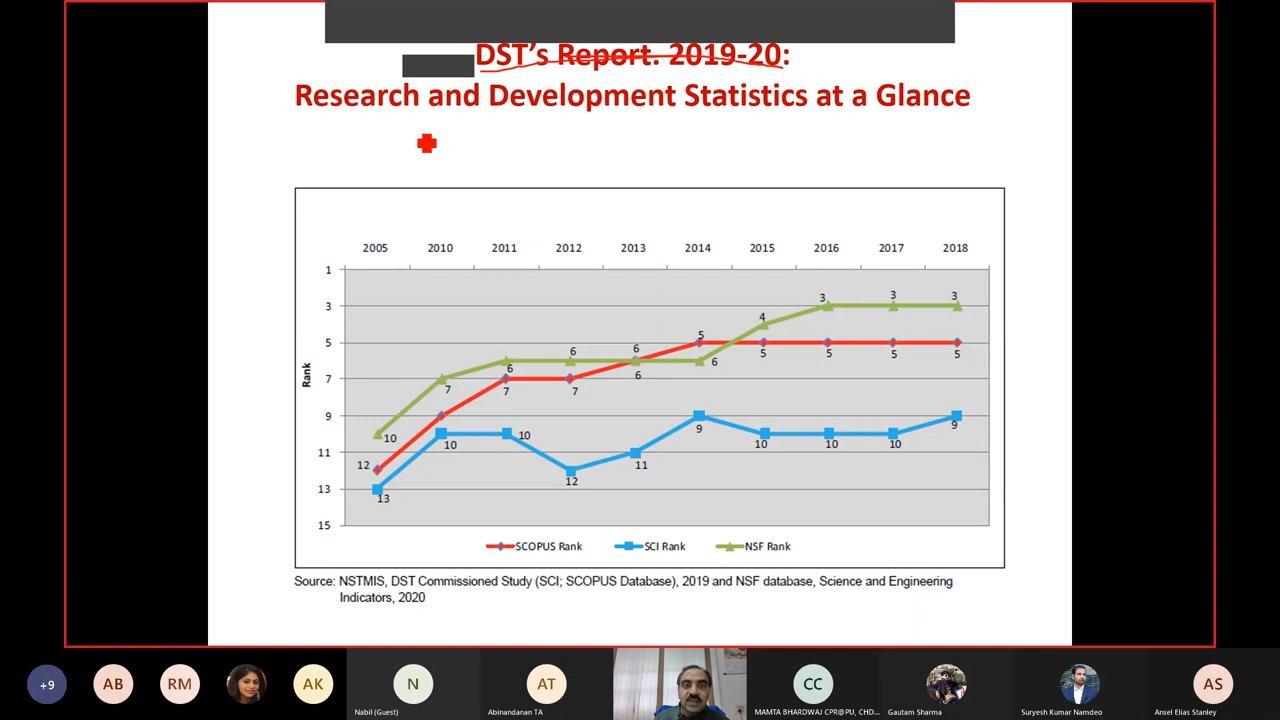 DST's Report. 2019-20:
Research and Development Statistics at a Glance
2005 2010 2011 2012 2013 2014 2015 2016 2017 2018
1
3
5
7
9
11
13
15
Rank
10 7 6 6 6 6 4 3 3 3
12 7 7 6 5 5 5 5 5
13 10 10 12 11 9 10 10 10 9
SCOPUS Rank SCI Rank NSF Rank
Source: NSTMIS, DST Commissioned Study (SCI; SCOPUS Database), 2019 and NSF database, Science and Engineering
Indicators, 2020
+9 AB RM AK N AT CC AS
Nabil (Guest) Abinandanan TA MAMTA BHARDWAJ CPR@PU, CHD... Gautam Sharma Suryesh Kumar Namdeo Ansel Elias Stanley